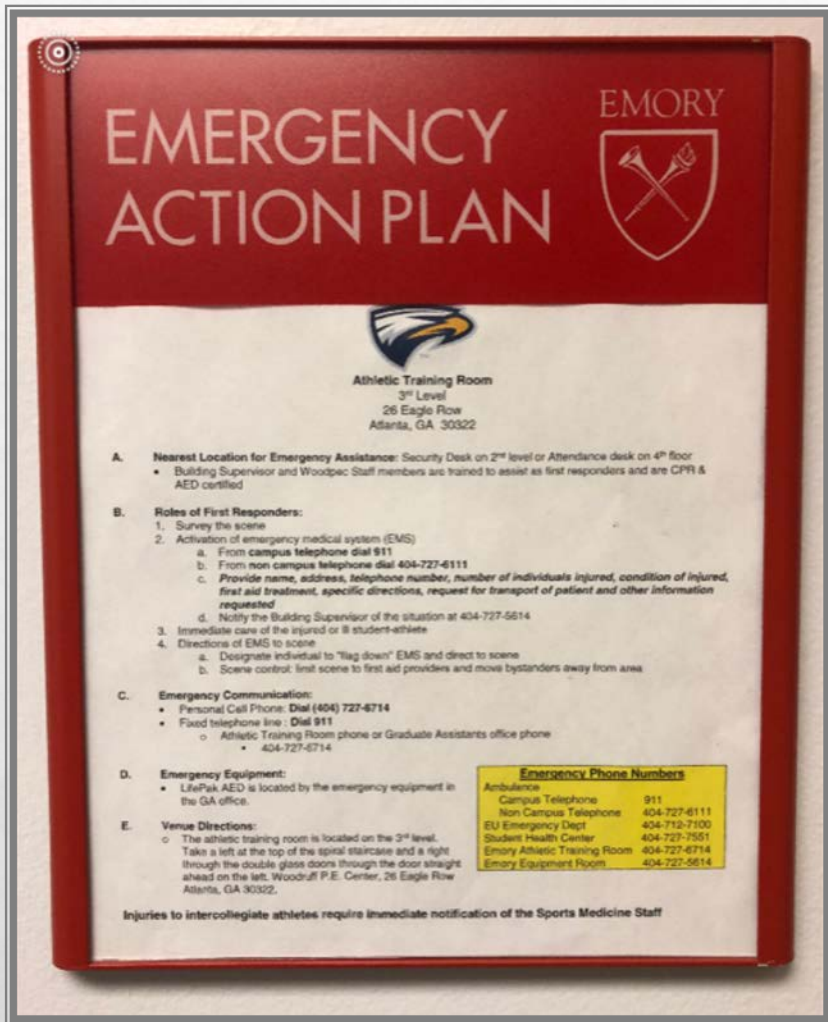 EMERGENCY
ACTION PLAN
EMORY
Athletic Training Room
3rd Level
26 Eagle Row
Atlanta, GA 30322
A. Nearest Location for Emergency Assistance: Security Desk on 2nd level or Attendance desk on 4th floor
• Building Supervisor and Woodpec Staff members are trained to assist as first responders and are CPR &
AED certified
B. Roles of First Responders:
1. Survey the scene
2. Activation of emergency medical system (EMS)
a. From campus telephone dial 911
b. From non campus telephone dial 404-727-6111
c. Provide name, address, telephone number, number of individuals injured, condition of injured,
first aid treatment, specific directions, request for transport of patient and other information
requested
d. Notify the Building Supervisor of the situation at 404-727-5614
3. Immediate care of the injured or ill student-athlete
4. Directions of EMS to scene
a. Designate individual to "flag down" EMS and direct to scene
b. Scene control: limit scene to first aid providers and move bystanders away from area
C. Emergency Communication:
• Personal Cell Phone: Dial (404) 727-6714
• Fixed telephone line : Dial 911
o Athletic Training Room phone or Graduate Assistants office phone
▪ 404-727-6714
D. Emergency Equipment:
• LifePak AED is located by the emergency equipment in
the GA office.
E. Venue Directions:
o The athletic training room is located on the 3rd level.
Take a left at the top of the spiral staircase and a right
through the double glass doors through the door straight
ahead on the left. Woodruff P.E. Center, 26 Eagle Row
Atlanta, GA 30322.
Emergency Phone Numbers
Ambulance
Campus Telephone 911
Non Campus Telephone 404-727-6111
EU Emergency Dept 404-712-7100
Student Health Center 404-727-7551
Emory Athletic Training Room 404-727-6714
Emory Equipment Room 404-727-5614
Injuries to intercollegiate athletes require immediate notification of the Sports Medicine Staff